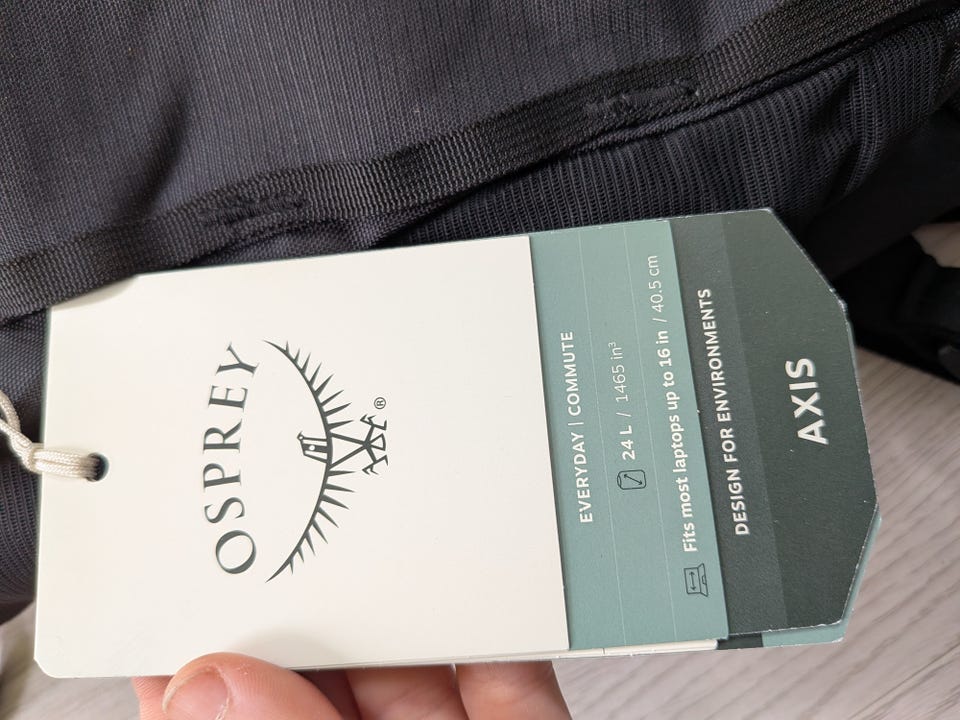 OSPREY
®
EVERYDAY | COMMUTE
24 L / 1465 in³
Fits most laptops up to 16 in / 40.5 cm
DESIGN FOR ENVIRONMENTS
AXIS